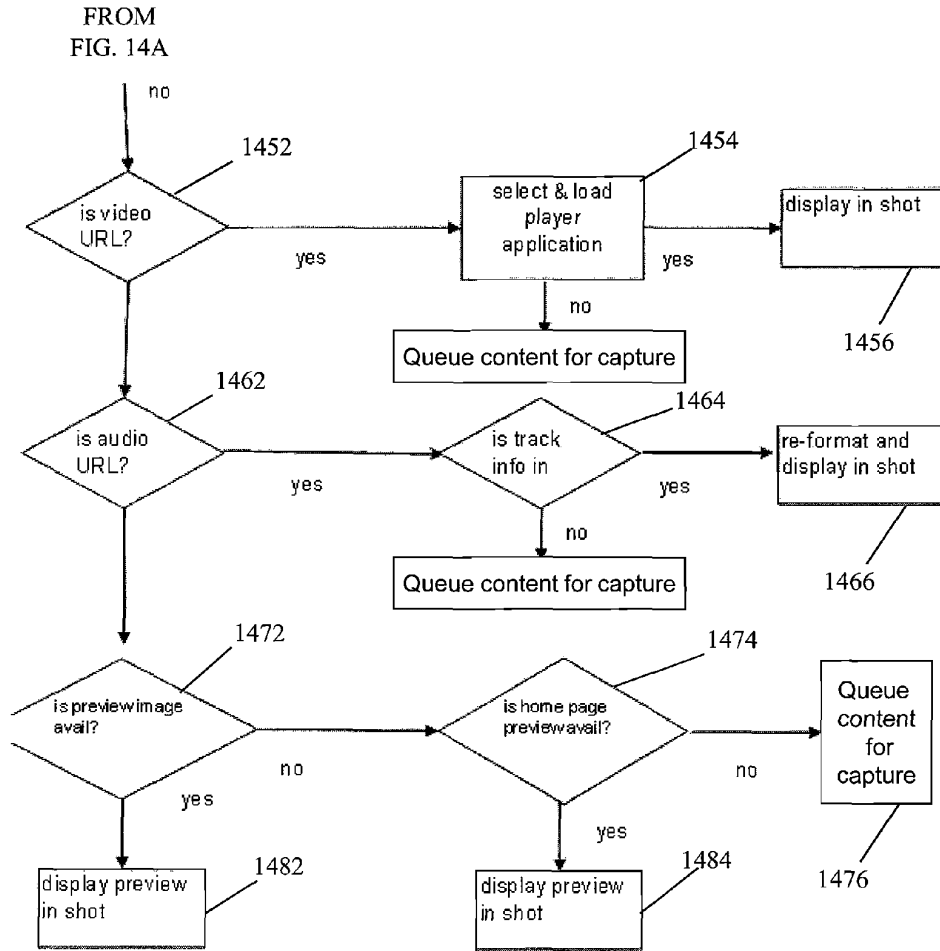 FROM
FIG. 14A
no
1452
is video
URL?
yes
1454
select & load
player
application
yes
display in shot
1456
no
Queue content for capture
1462
is audio
URL?
yes
1464
is track
info in
yes
re-format and
display in shot
1466
no
Queue content for capture
1472
is preview image
avail?
no
yes
1474
is home page
preview avail?
no
yes
Queue
content
for
capture
1476
display preview
in shot
1482
display preview
in shot
1484